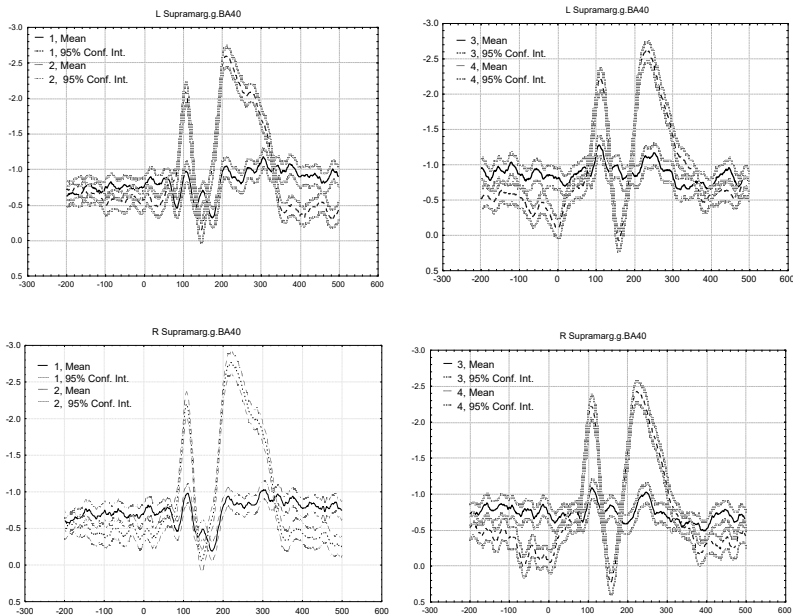 L Supramarg.g.BA40
-3.0
-2.5
-2.0
-1.5
-1.0
-0.5
0.0
0.5
1, Mean
1, 95% Conf. Int.
2, Mean
2, 95% Conf. Int.
-300 -200 -100 0 100 200 300 400 500 600
L Supramarg.g.BA40
-3.0
-2.5
-2.0
-1.5
-1.0
-0.5
0.0
0.5
3, Mean
3, 95% Conf. Int.
4, Mean
4, 95% Conf. Int.
-300 -200 -100 0 100 200 300 400 500 600
R Supramarg.g.BA40
-3.0
-2.5
-2.0
-1.5
-1.0
-0.5
0.0
0.5
1, Mean
1, 95% Conf. Int.
2, Mean
2, 95% Conf. Int.
-300 -200 -100 0 100 200 300 400 500 600
R Supramarg.g.BA40
-3.0
-2.5
-2.0
-1.5
-1.0
-0.5
0.0
0.5
3, Mean
3, 95% Conf. Int.
4, Mean
4, 95% Conf. Int.
-300 -200 -100 0 100 200 300 400 500 600